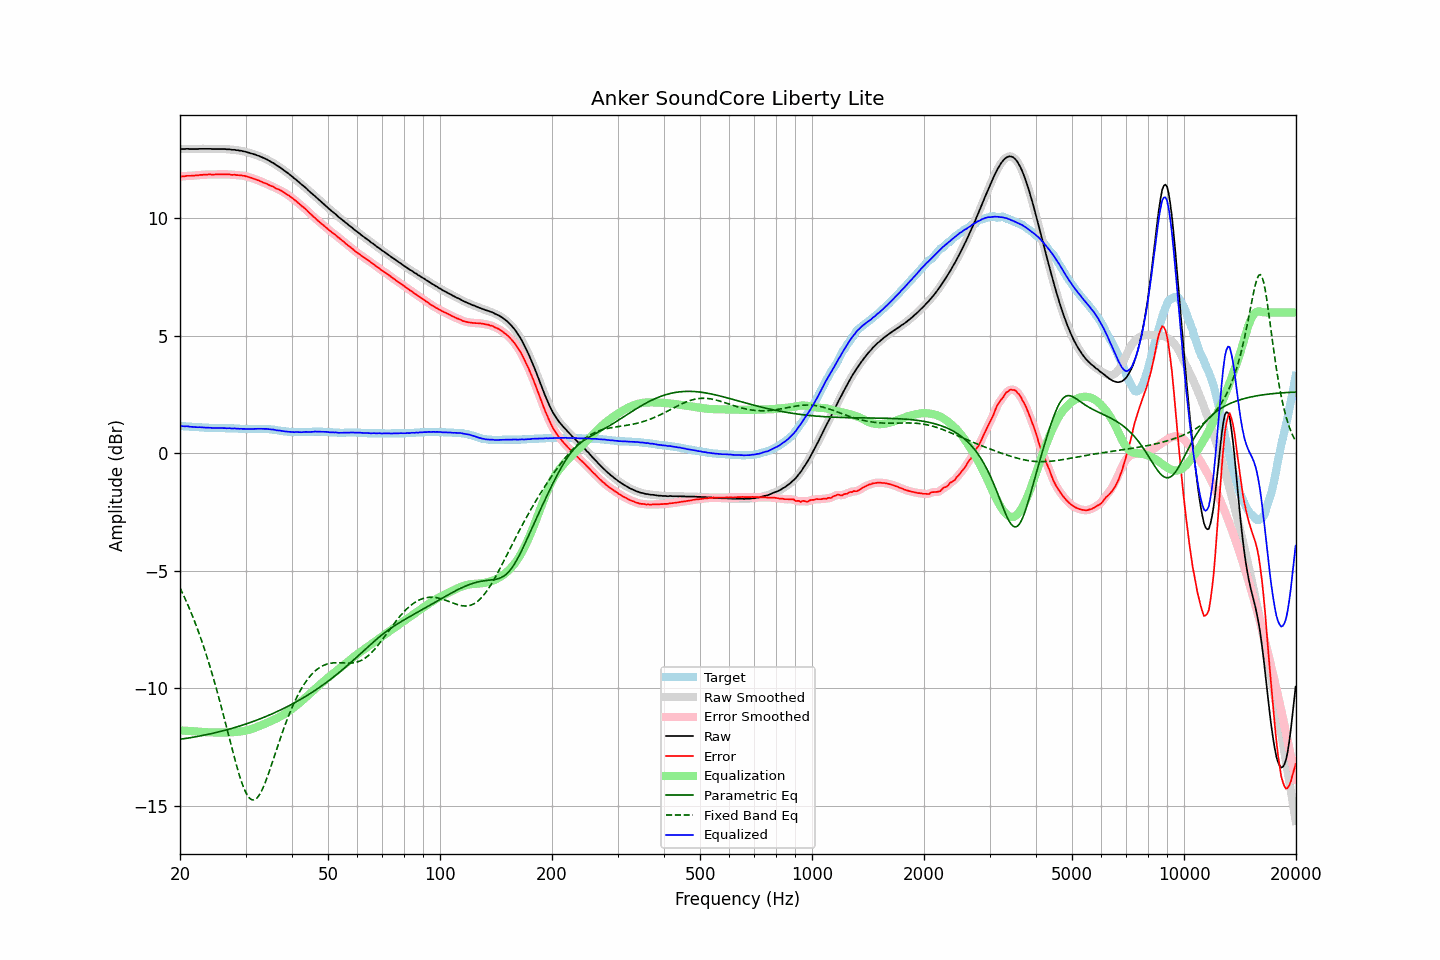 Anker SoundCore Liberty Lite
Amplitude (dBr)
10
5
0
−5
−10
−15
Target
Raw Smoothed
Error Smoothed
Raw
Error
Equalization
Parametric Eq
Fixed Band Eq
Equalized
20 50 100 200 500 1000 2000 5000 10000 20000
Frequency (Hz)